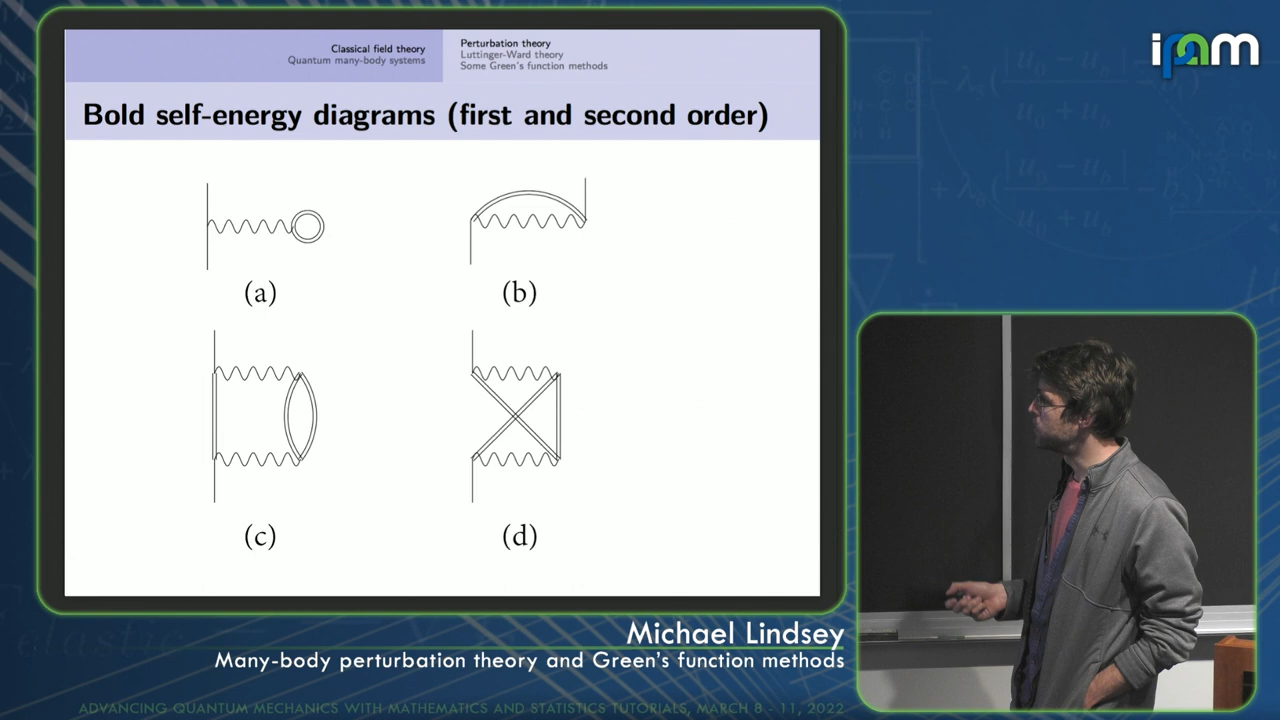 Classical field theory
Quantum many-body systems
Perturbation theory
Luttinger-Ward theory
Some Green's function methods
Bold self-energy diagrams (first and second order)
(a)
(b)
(c)
(d)
ipam
Michael Lindsey
Many-body perturbation theory and Green's function methods
ADVANCING QUANTUM MECHANICS WITH MATHEMATICS AND STATISTICS TUTORIALS, MARCH 8 - 11, 2022